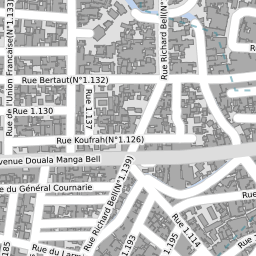 Rue de l'Union Française(N°1.133)
Rue Richard Bell(N°
Rue Bertaut(N°1.132)
Rue 1.130
Rue 1.137
Rue Koufrah(N°1.126)
venue Douala Manga Bell
e du Général Cournarie
Rue Richard Bell(N°1.139)
Rue du Larm
1.185
1.193
1.195
Rue 1.114